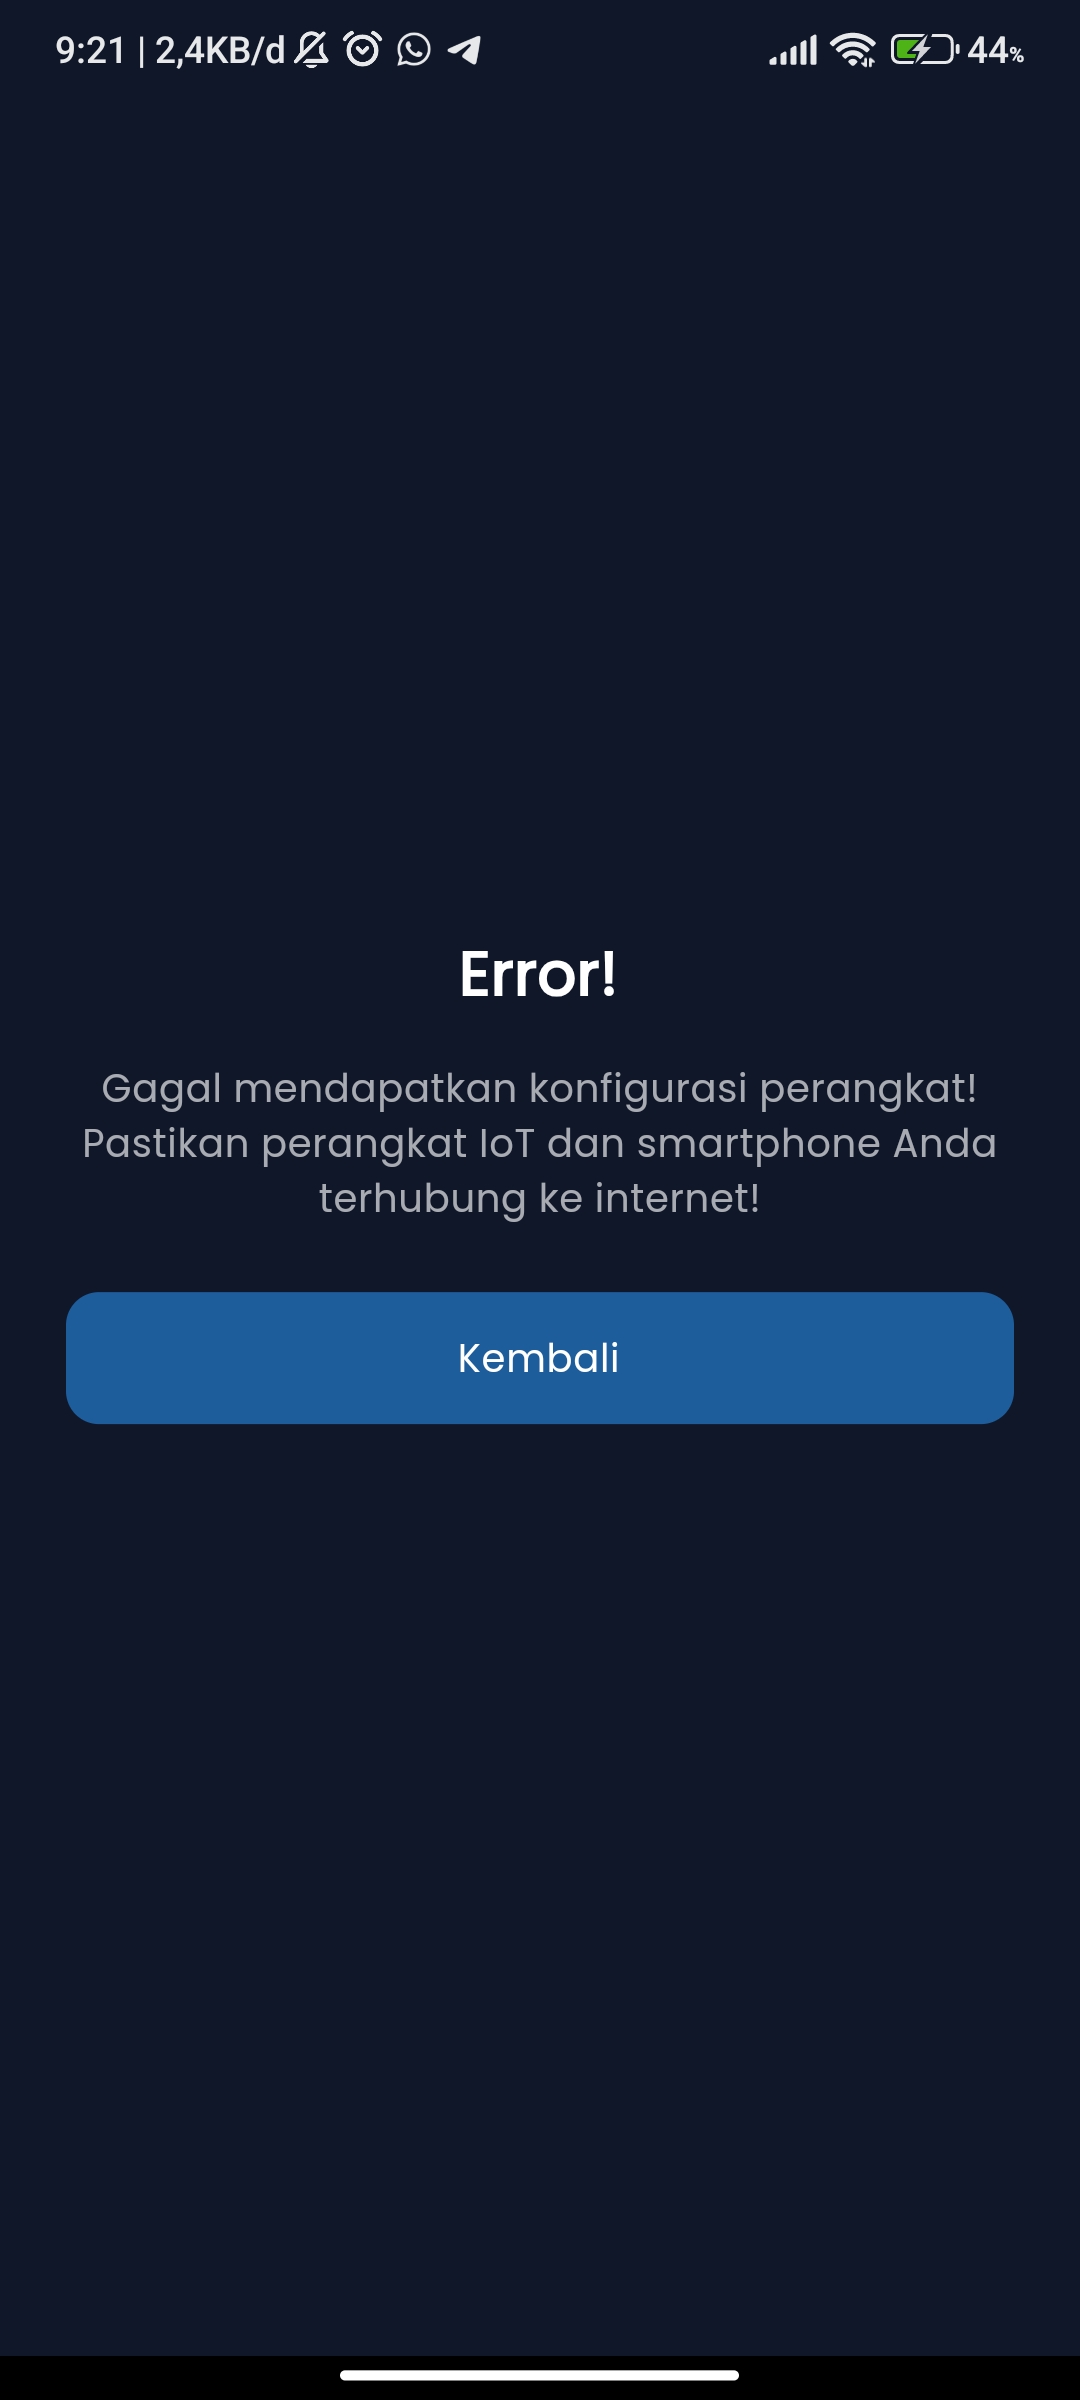 9:21 | 2,4KB/d
44%
Error!
Gagal mendapatkan konfigurasi perangkat!
Pastikan perangkat IoT dan smartphone Anda
terhubung ke internet!
Kembali